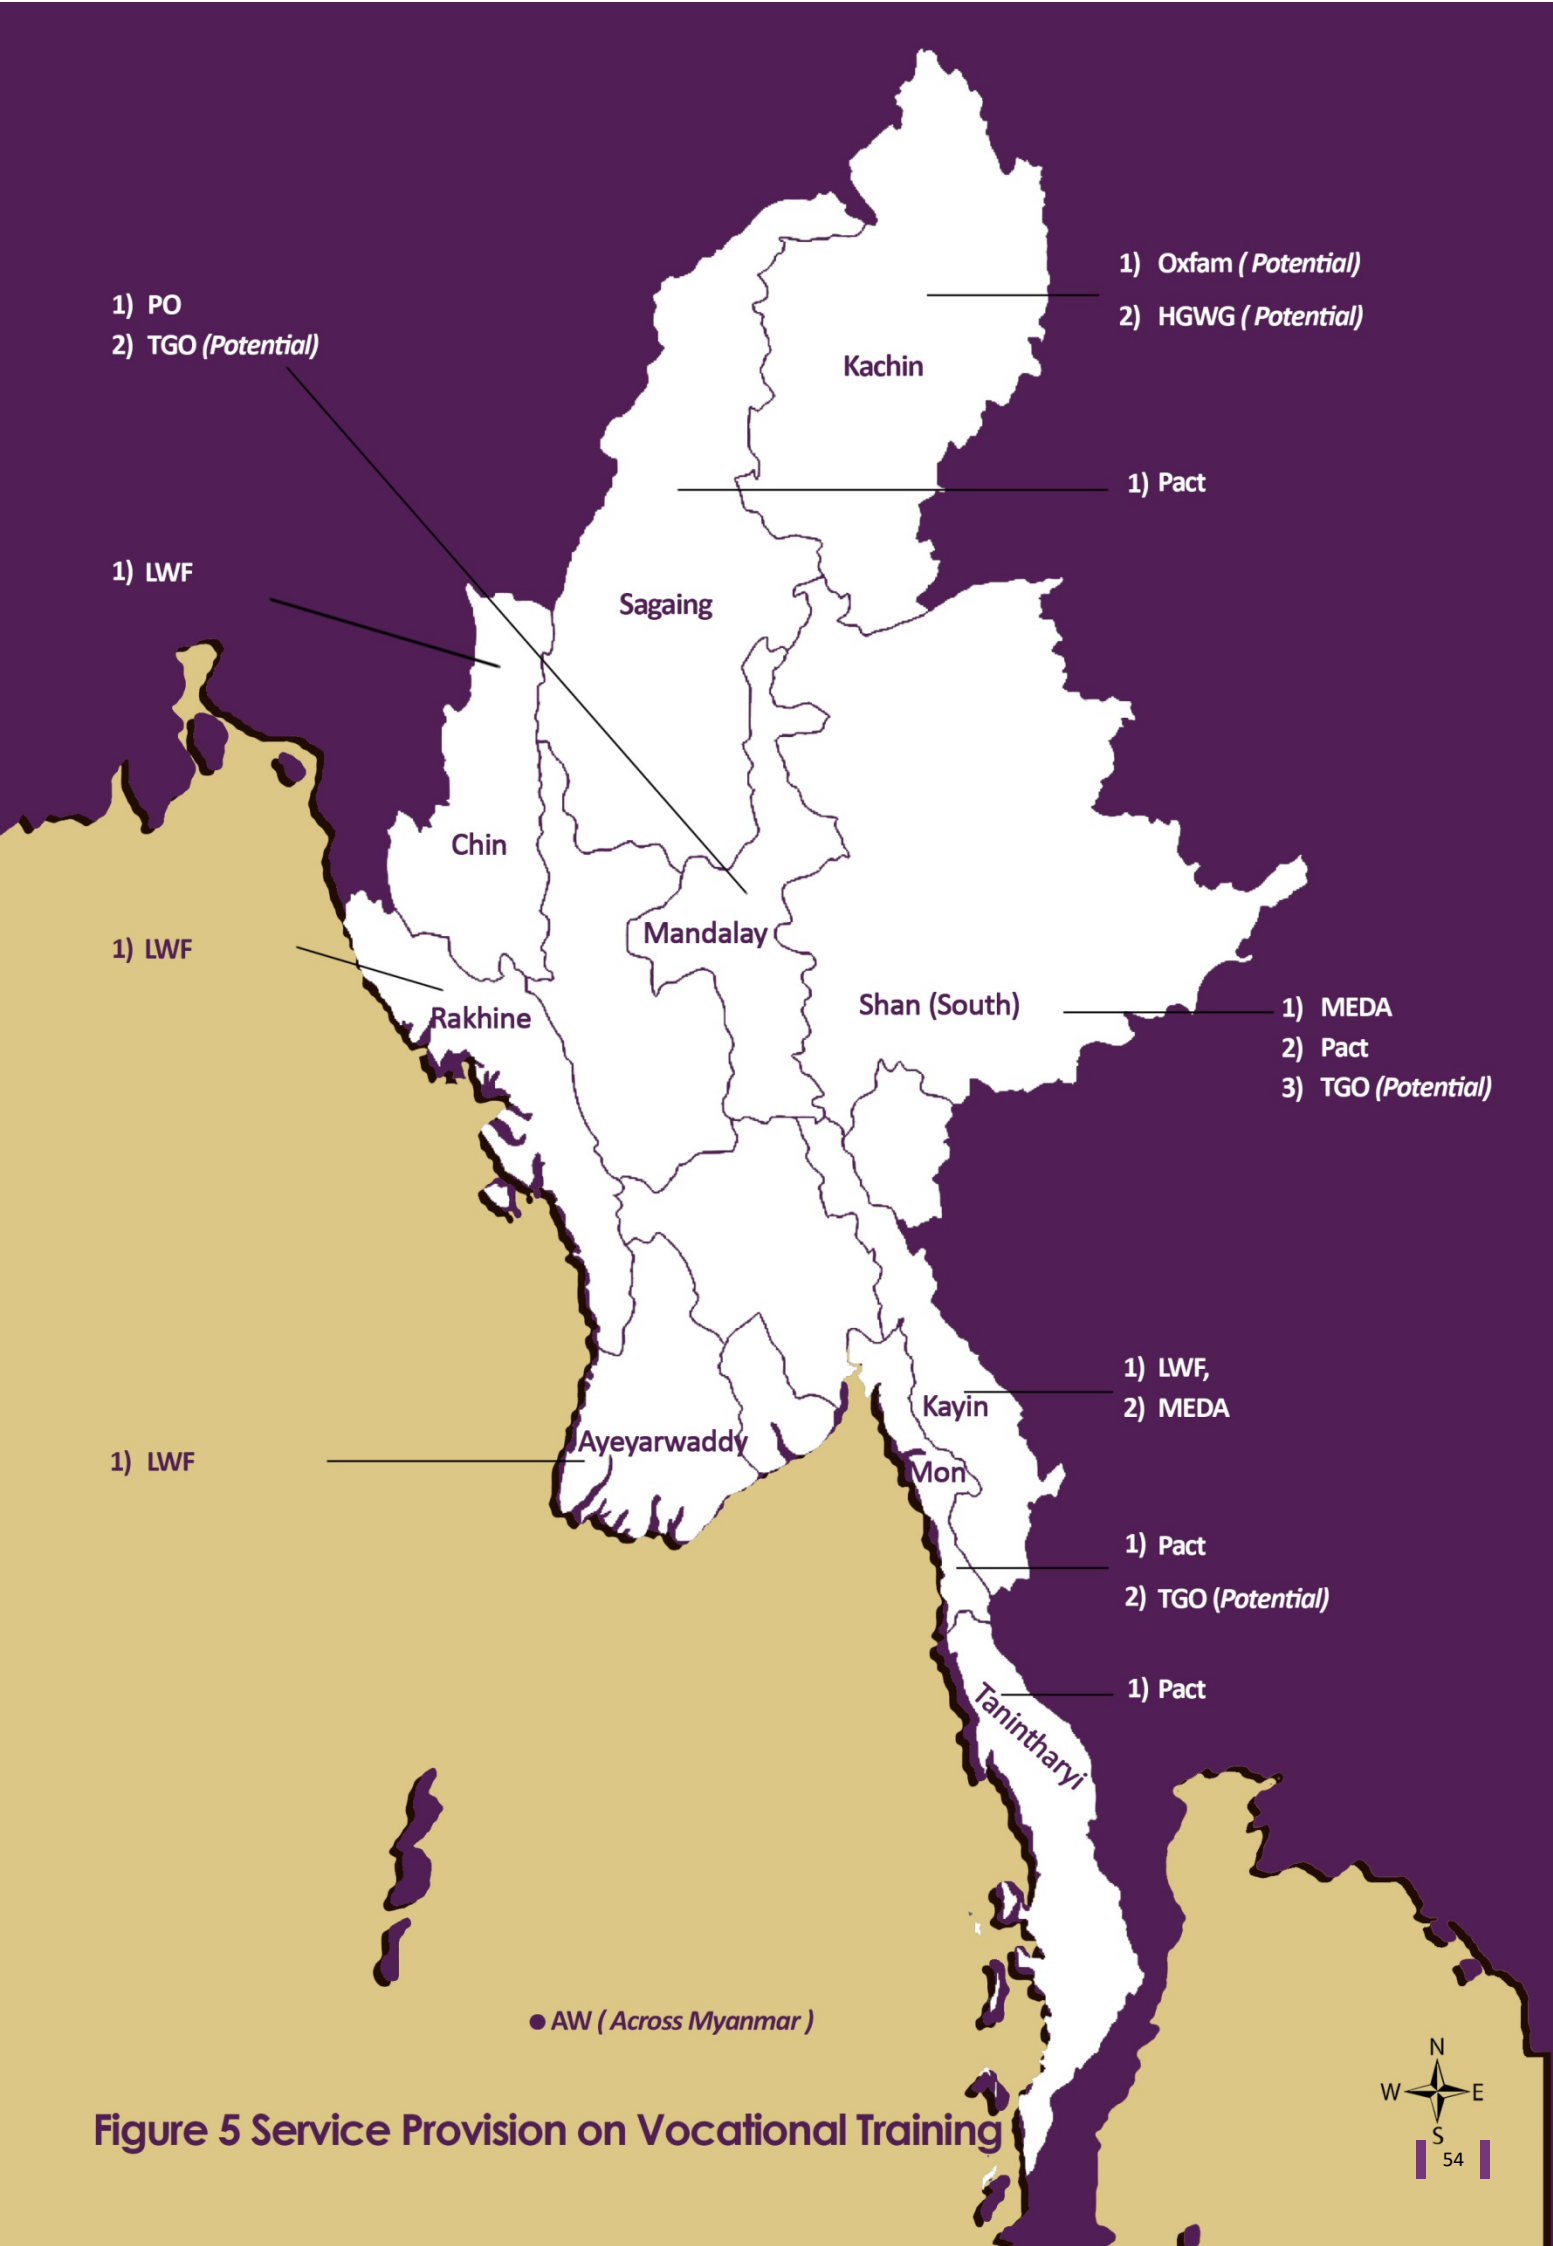 1) Oxfam ( Potential)
2) HGWG ( Potential)
1) PO
2) TGO (Potential)
Kachin
1) Pact
1) LWF
Sagaing
Chin
Mandalay
1) LWF
Rakhine
Shan (South)
1) MEDA
2) Pact
3) TGO (Potential)
1) LWF,
2) MEDA
Kayin
Ayeyarwaddy
1) LWF
Mon
1) Pact
2) TGO (Potential)
1) Pact
Tanintharyi
● AW ( Across Myanmar )
N
W E
S
Figure 5 Service Provision on Vocational Training
54